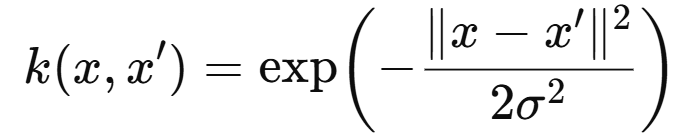 k(x, x′) = exp(−‖x − x′‖² / 2σ²)